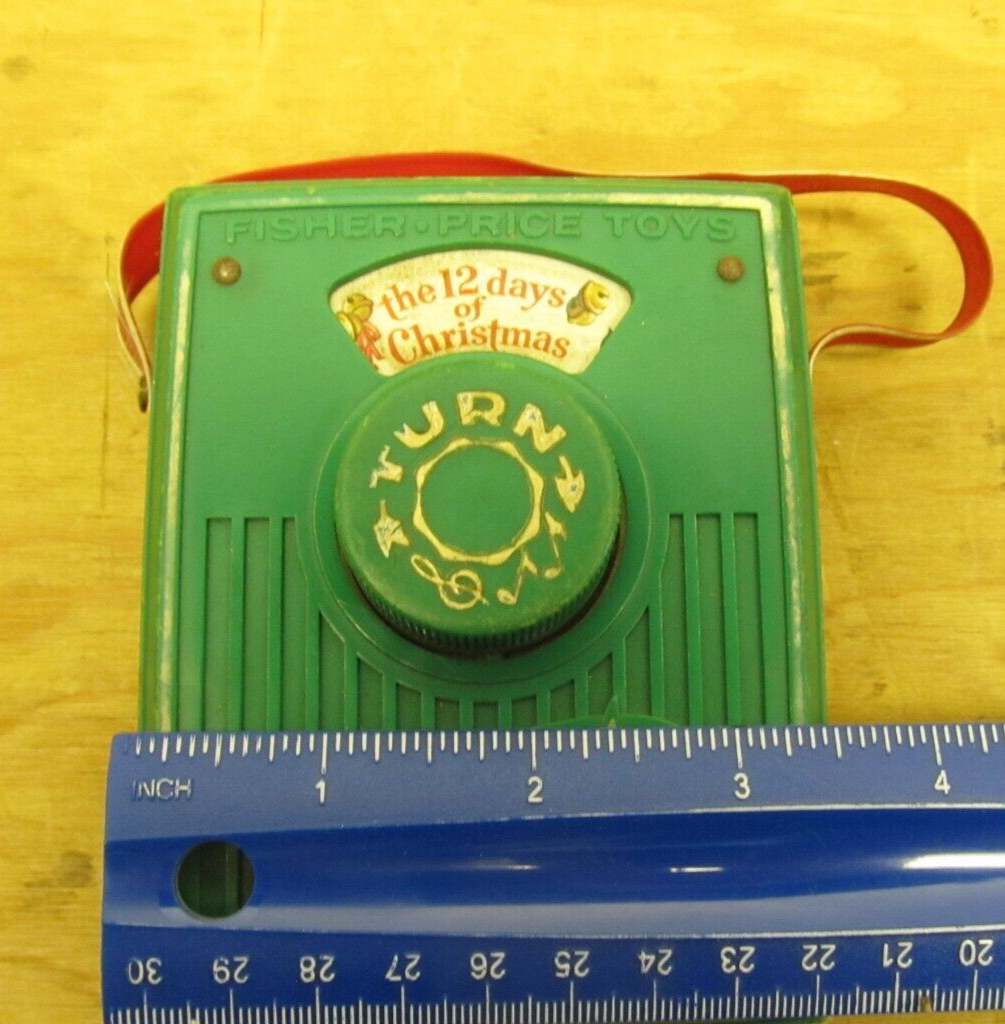 FISHER-PRICE TOYS
the 12 days
of
Christmas
TURN
1 2 3 4
INCH
30 29 28 27 26 25 24 23 22 21 20